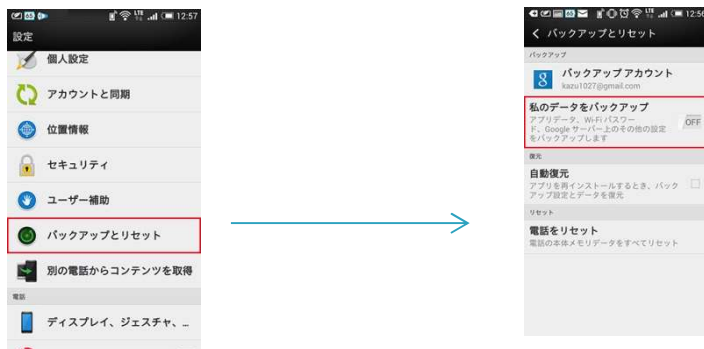 12:57
設定
個人設定
アカウントと同期
位置情報
セキュリティ
ユーザー補助
バックアップとリセット
別の電話からコンテンツを取得
電話
ディスプレイ、ジェスチャ、...
12:56
バックアップとリセット
バックアップ
バックアップ アカウント
kazu1027@gmail.com
私のデータをバックアップ
アプリデータ、Wi-Fi パスワー
ド、Google サーバー上のその他の設定
をバックアップします
OFF
復元
自動復元
アプリを再インストールするとき、バック
アップ設定とデータを復元
リセット
電話をリセット
電話の本体メモリデータをすべてリセット